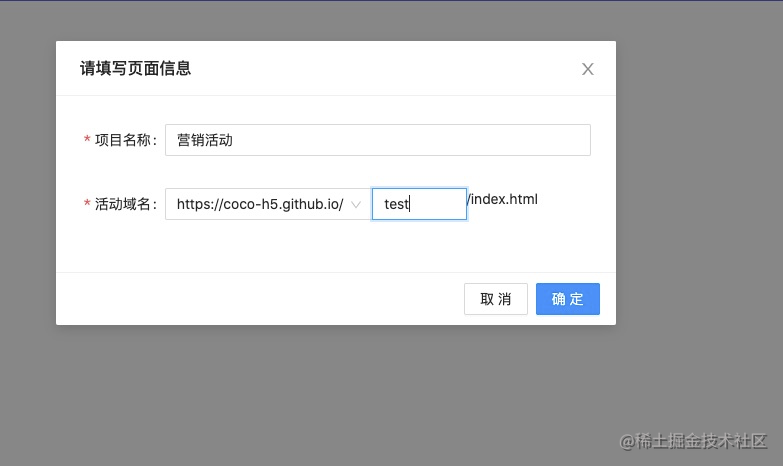 请填写页面信息
* 项目名称: 营销活动
* 活动域名: https://coco-h5.github.io/ test /index.html
取 消 确 定
@稀土掘金技术社区